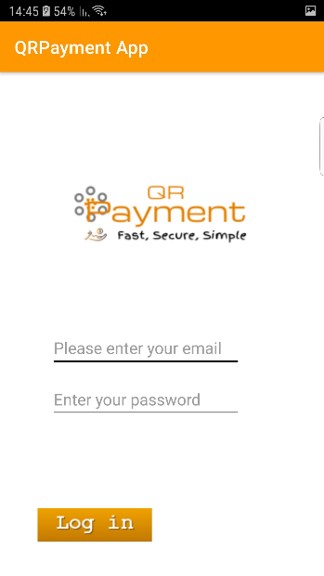 14:45 54%
QRPayment App
QR
Payment
Fast, Secure, Simple
Please enter your email
Enter your password
Log in